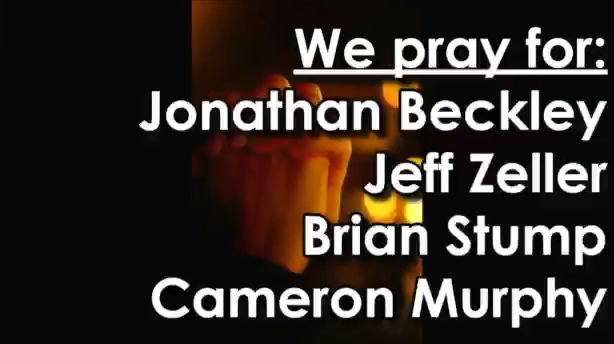 We pray for:
Jonathan Beckley
Jeff Zeller
Brian Stump
Cameron Murphy